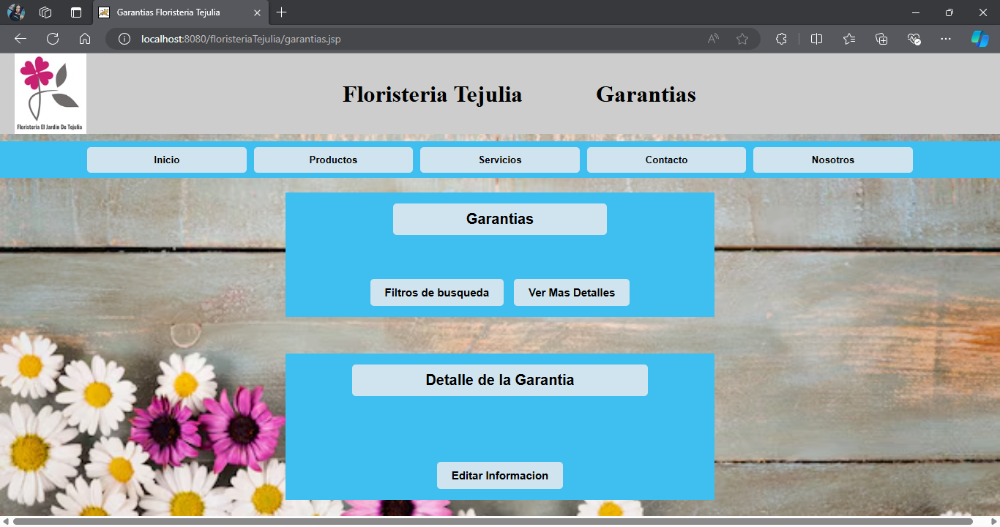 Garantias Floristeria Tejulia
localhost:8080/floristeriaTejulia/garantias.jsp
Floristeria Tejulia Garantias
Floristeria El Jardin De Tejulia
Inicio Productos Servicios Contacto Nosotros
Garantias
Filtros de busqueda Ver Mas Detalles
Detalle de la Garantia
Editar Informacion